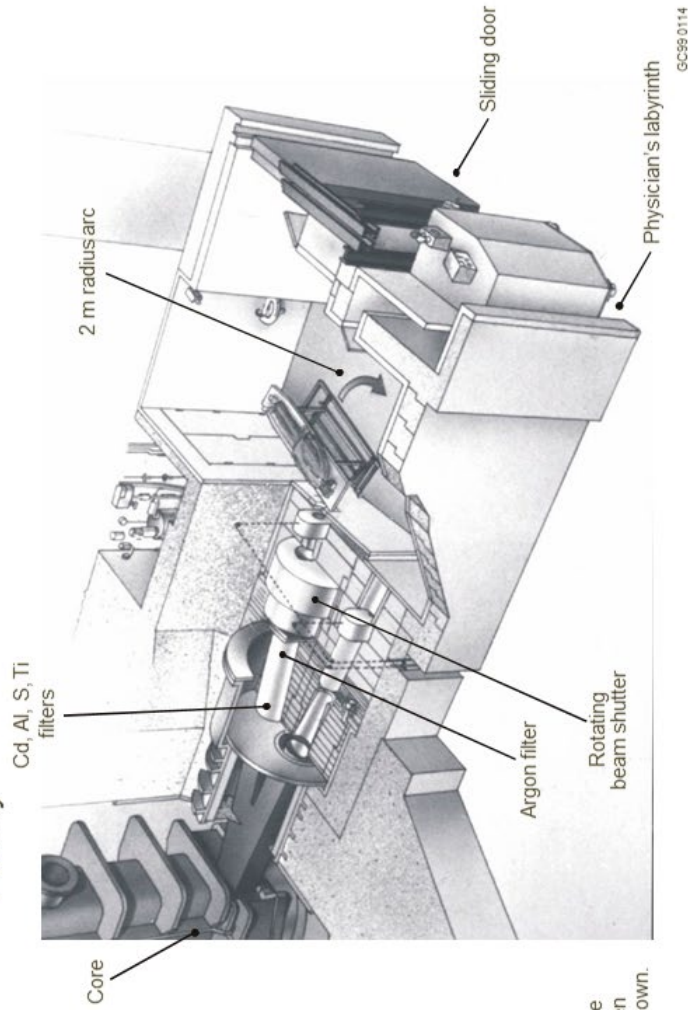 Core
Cd, Al, S, Ti
filters
2 m radius arc
Sliding door
Physician's labyrinth
Rotating
beam shutter
Argon filter
own.
GC99 0114